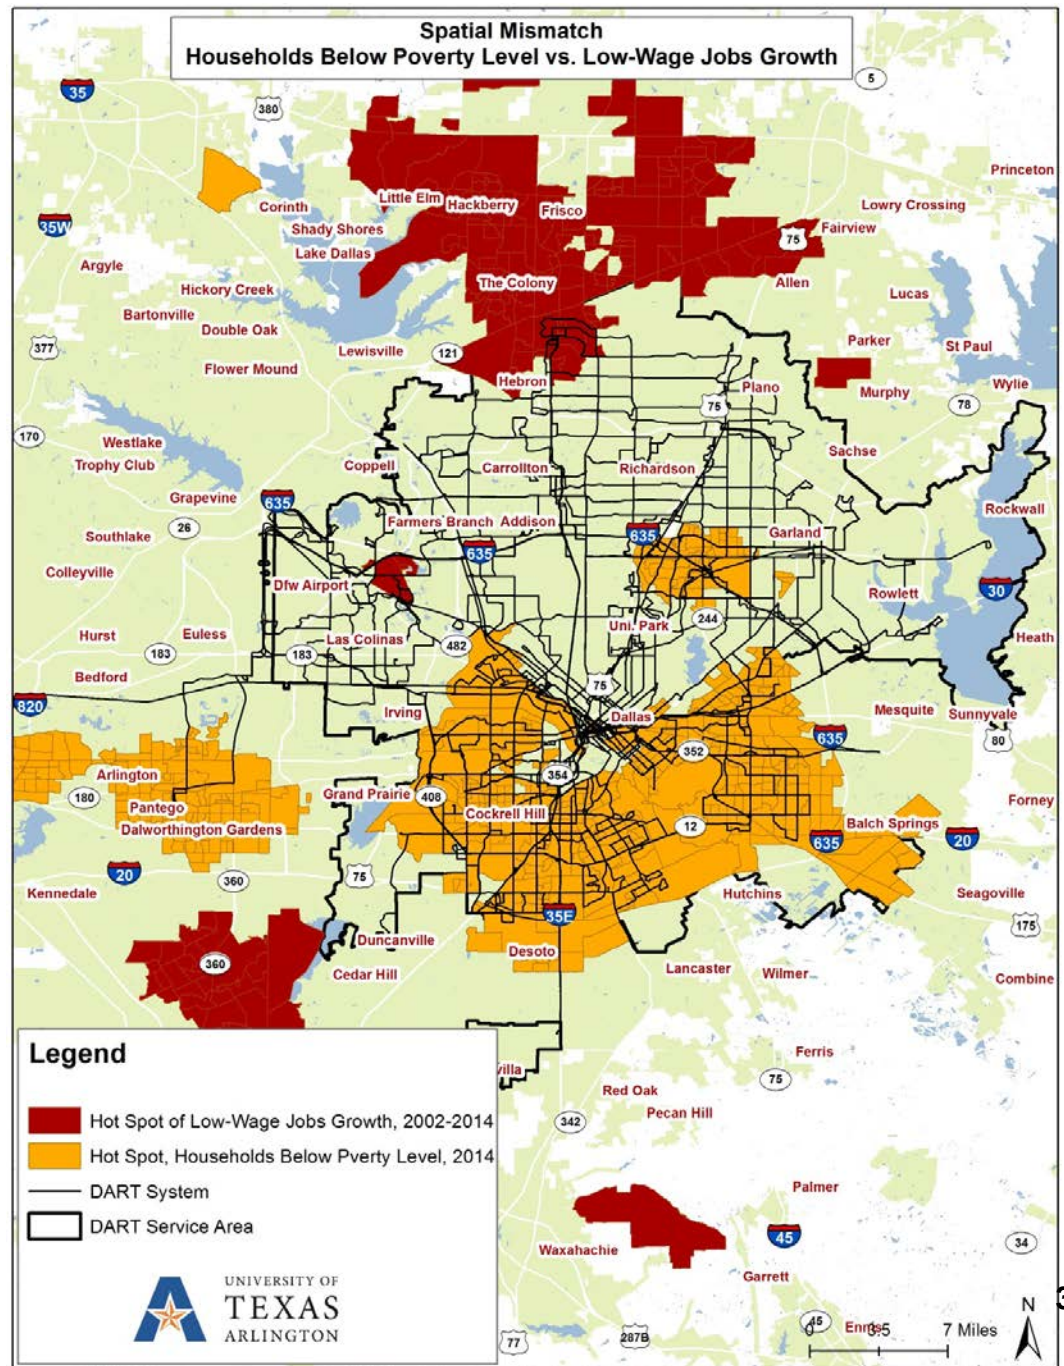 Spatial Mismatch
Households Below Poverty Level vs. Low-Wage Jobs Growth
35
380
5
Princeton
Little Elm
Hackberry
Frisco
Corinth
Lowry Crossing
35W
Shady Shores
75
Fairview
Lake Dallas
Argyle
The Colony
Allen
Hickory Creek
Lucas
Bartonville
Double Oak
377
Lewisville
121
Parker
St Paul
Flower Mound
Hebron
Plano
Murphy
Wylie
75
78
170
Westlake
Trophy Club
Coppell
Carrollton
Richardson
Sachse
Grapevine
635
Rockwall
26
Farmers Branch
Addison
635
Garland
Southlake
635
Colleyville
Dfw Airport
30
Rowlett
Hurst
Euless
Las Colinas
482
Uni. Park
244
Heath
183
183
Bedford
75
820
Irving
Dallas
Mesquite
Sunnyvale
635
80
352
Arlington
354
180
Pantego
Grand Prairie
408
Forney
Dalworthington Gardens
Cockrell Hill
12
Balch Springs
635
20
20
360
75
Kennedale
Hutchins
Seagoville
35E
175
Duncanville
Desoto
360
Cedar Hill
Lancaster
Wilmer
Combine
Legend
villa
Ferris
75
Red Oak
Pecan Hill
342
Hot Spot of Low-Wage Jobs Growth, 2002-2014
Hot Spot, Households Below Pverty Level, 2014
DART System
DART Service Area
Palmer
45
34
Waxahachie
Garrett
UNIVERSITY OF
TEXAS
ARLINGTON
N
45
Ennis
77
287B
0 3.5 7 Miles
3